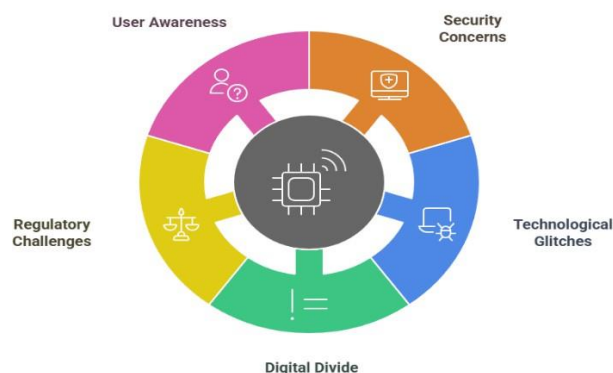 User Awareness
Security
Concerns
Regulatory
Challenges
Technological
Glitches
Digital Divide